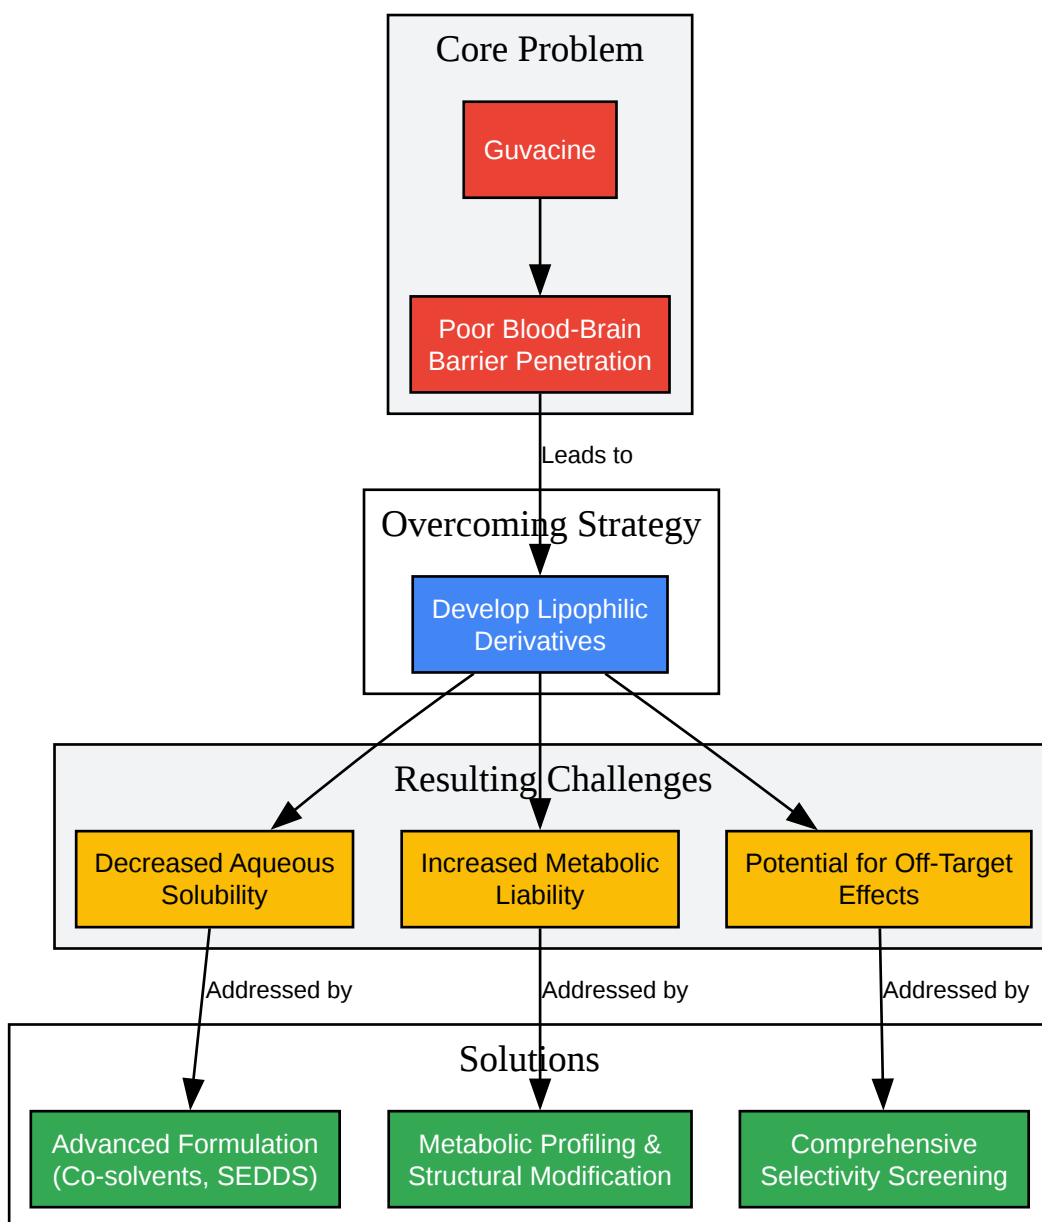 Core Problem
Guvacine
Poor Blood-Brain
Barrier Penetration
Leads to
Overcoming Strategy
Develop Lipophilic
Derivatives
Resulting Challenges
Decreased Aqueous
Solubility
Increased Metabolic
Liability
Potential for Off-Target
Effects
Addressed by
Addressed by
Addressed by
Solutions
Advanced Formulation
(Co-solvents, SEDDS)
Metabolic Profiling &
Structural Modification
Comprehensive
Selectivity Screening